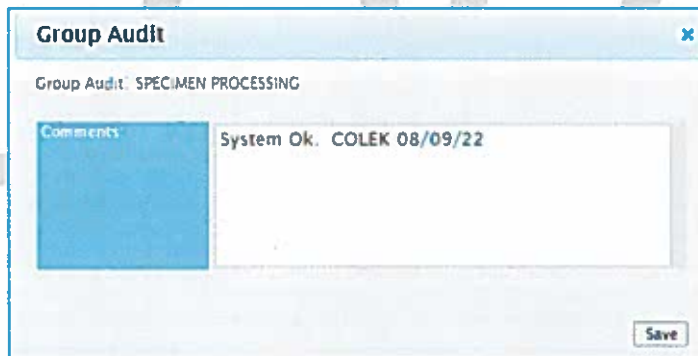 Group Audit
Group Audit: SPECIMEN PROCESSING
Comments
System Ok. COLEK 08/09/22
Save